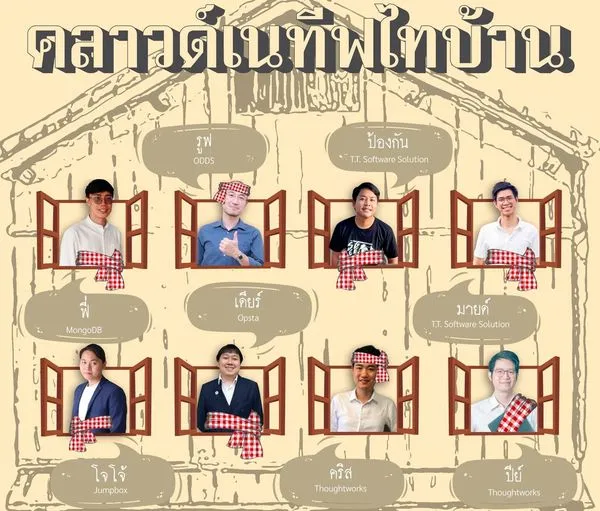 คลาวด์เนทีฟไทบ้าน
รูฟ
ODDS
ป้องกัน
T.T. Software Solution
พี่
MongoDB
เดียร์
Opsta
มายด์
T.T. Software Solution
โจโจ้
Jumpbox
คริส
Thoughtworks
ปีย์
Thoughtworks